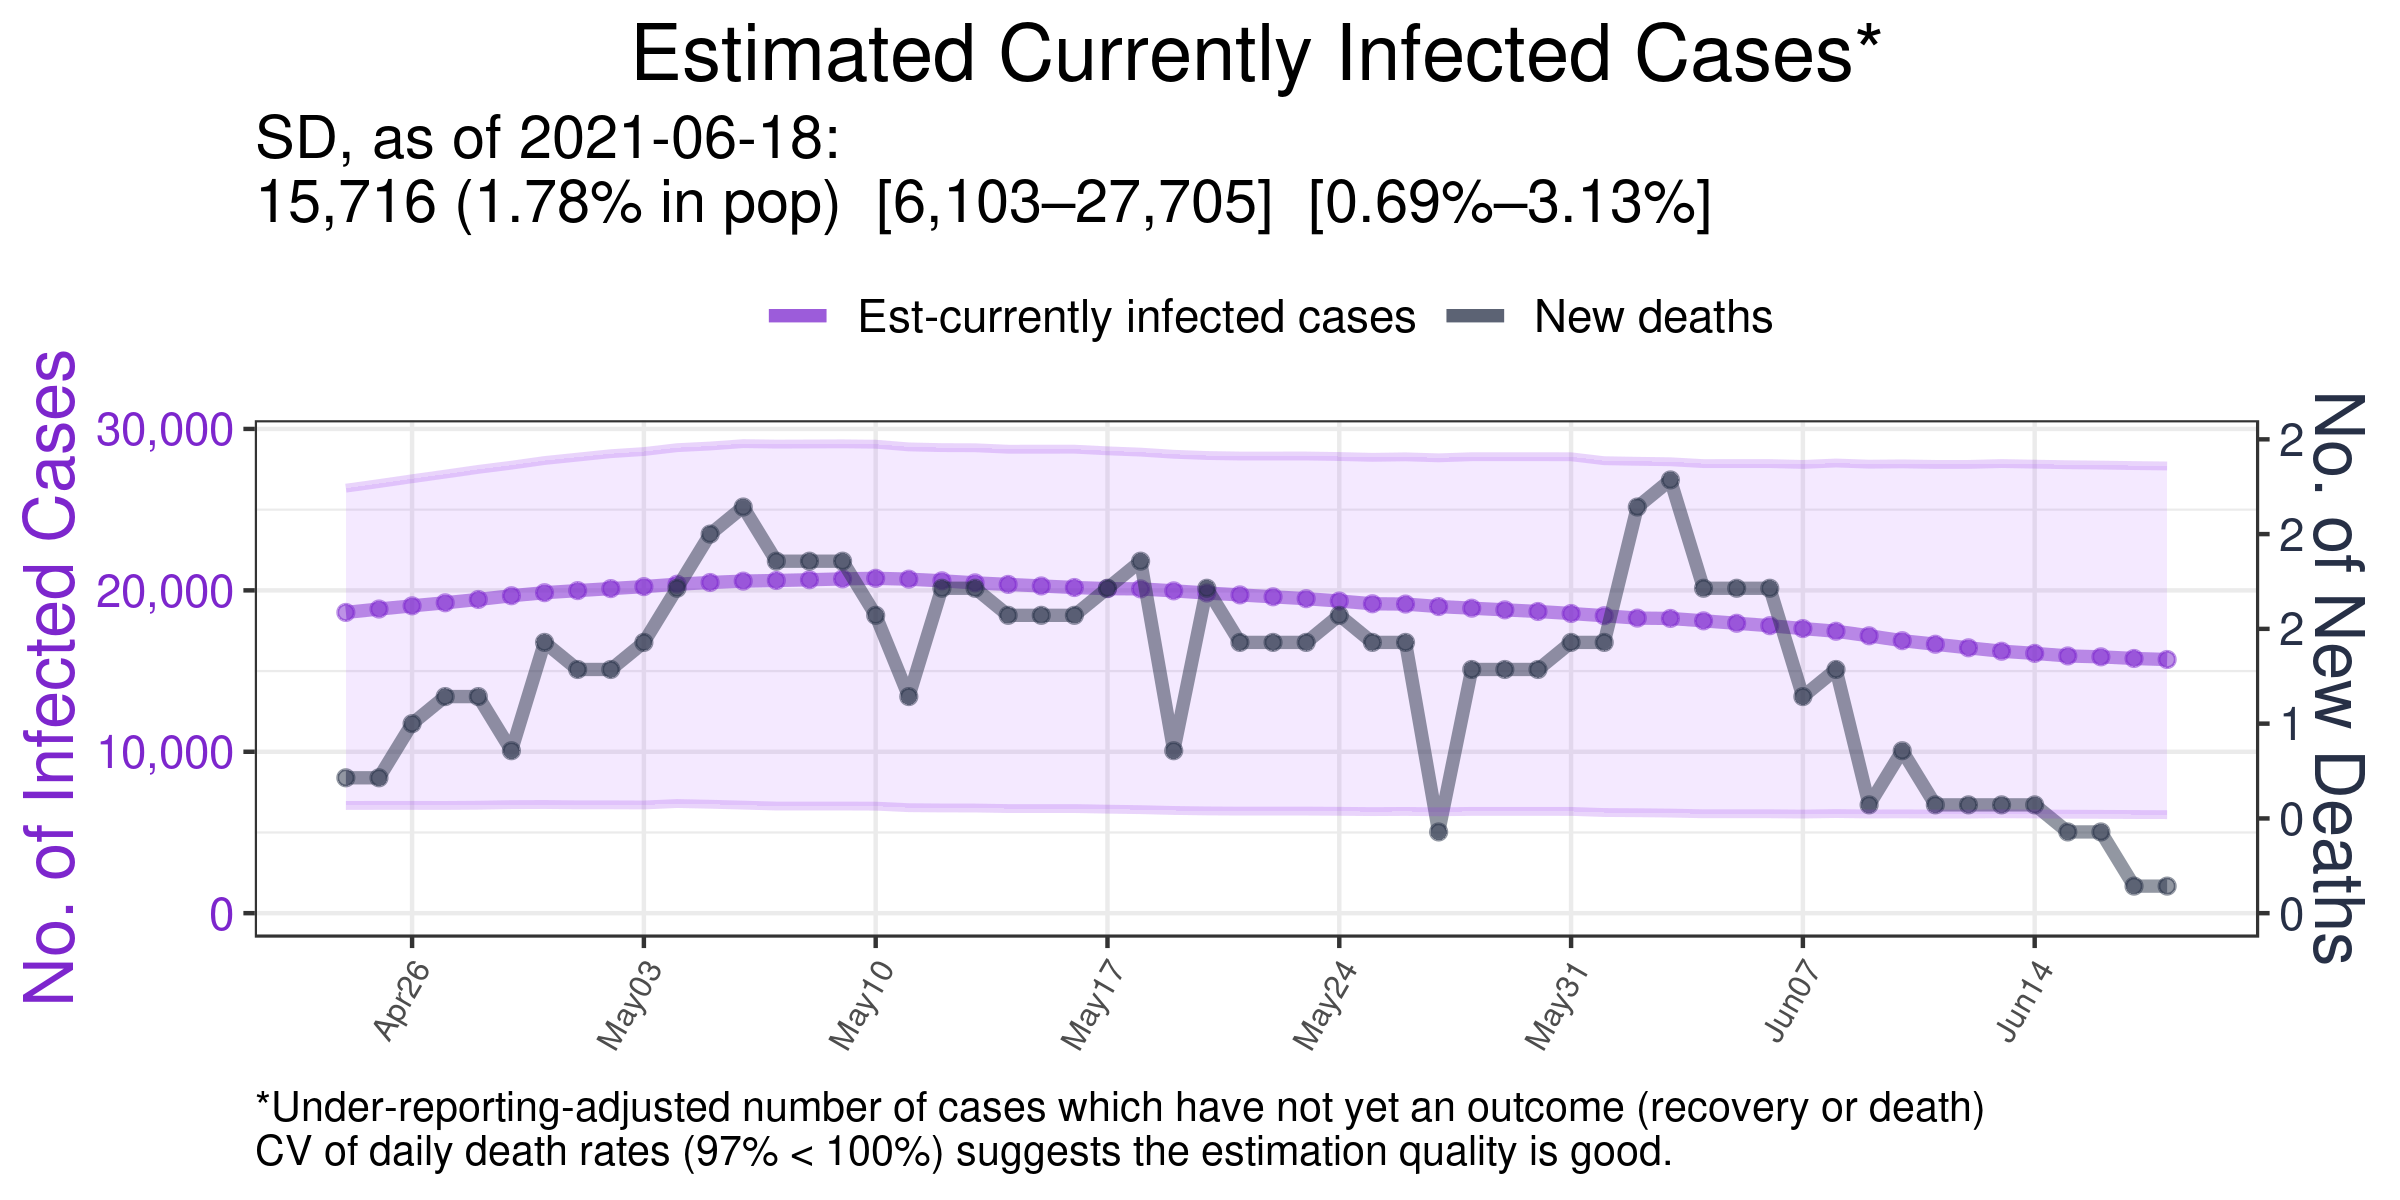 Estimated Currently Infected Cases*
SD, as of 2021-06-18:
15,716 (1.78% in pop)  [6,103–27,705]  [0.69%–3.13%]
Est-currently infected cases
New deaths
No. of Infected Cases
30,000
20,000
10,000
0
2
2
2
1
0
0
No. of New Deaths
Apr26
May03
May10
May17
May24
May31
Jun07
Jun14
*Under-reporting-adjusted number of cases which have not yet an outcome (recovery or death)
CV of daily death rates (97% < 100%) suggests the estimation quality is good.